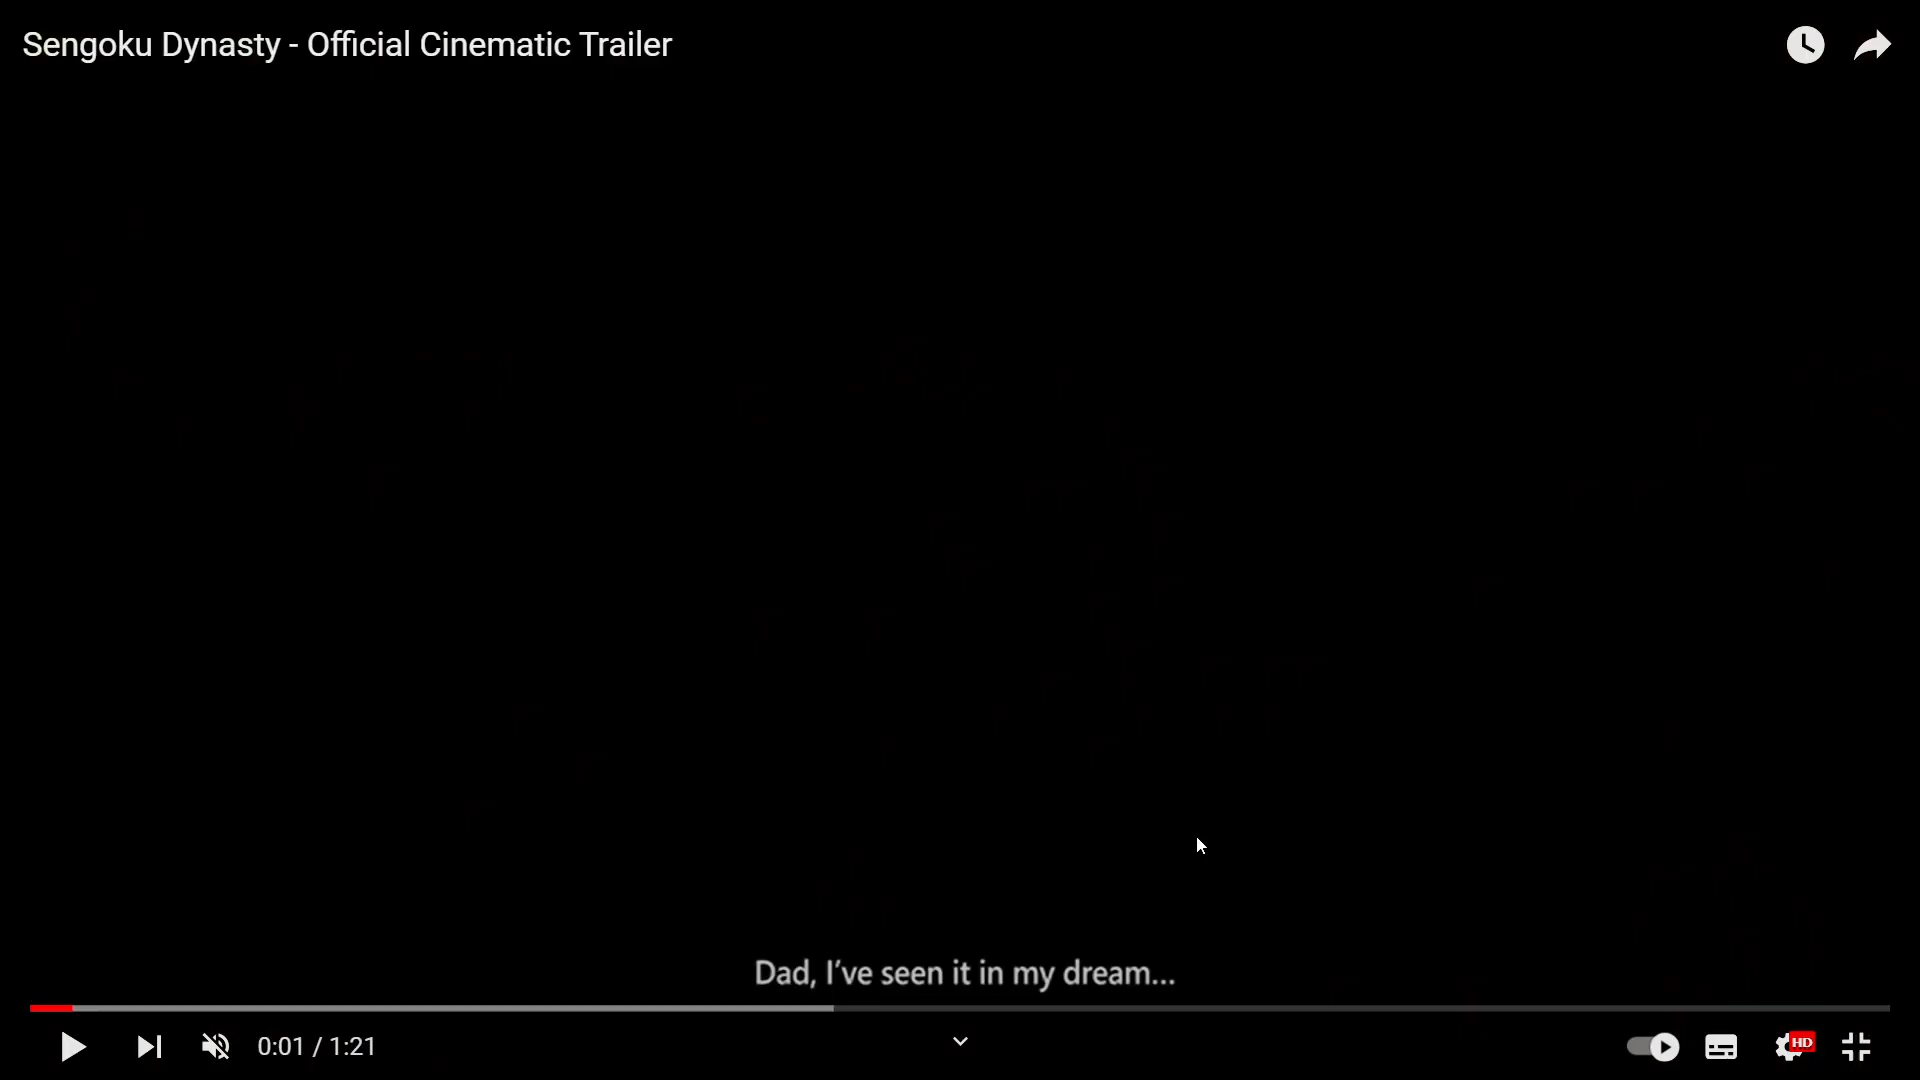 Sengoku Dynasty - Official Cinematic Trailer
Dad, I've seen it in my dream...
0:01 / 1:21
HD